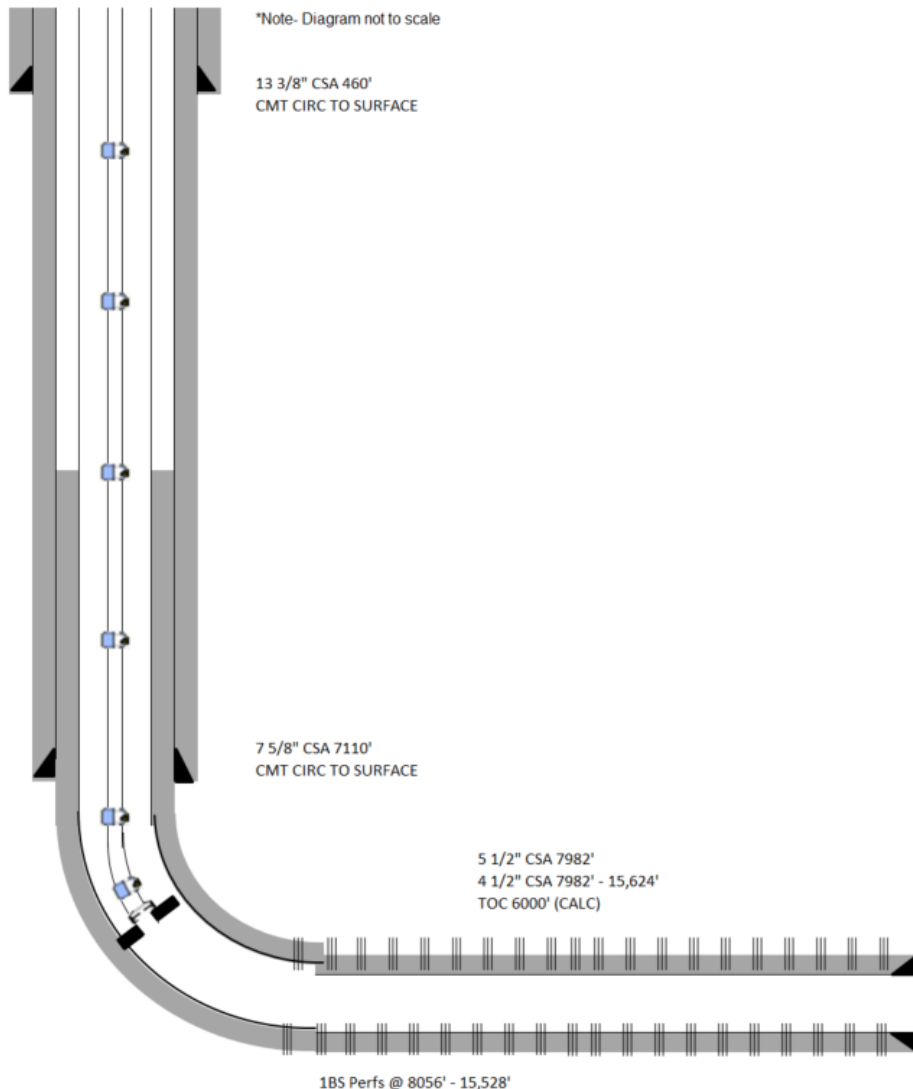 *Note- Diagram not to scale
13 3/8" CSA 460'
CMT CIRC TO SURFACE
7 5/8" CSA 7110'
CMT CIRC TO SURFACE
5 1/2" CSA 7982'
4 1/2" CSA 7982' - 15,624'
TOC 6000' (CALC)
1BS Perfs @ 8056' - 15,528'